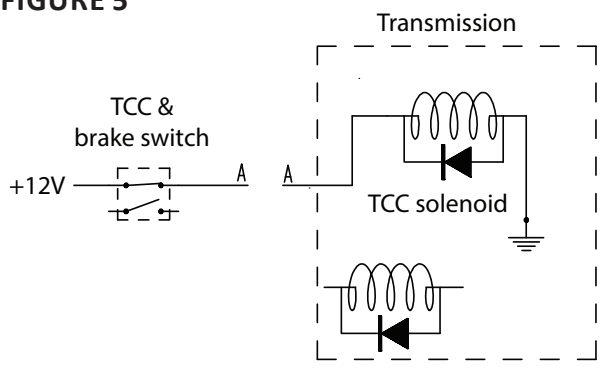 FIGURE 5
Transmission
TCC &
brake switch
+12V
A
A
TCC solenoid